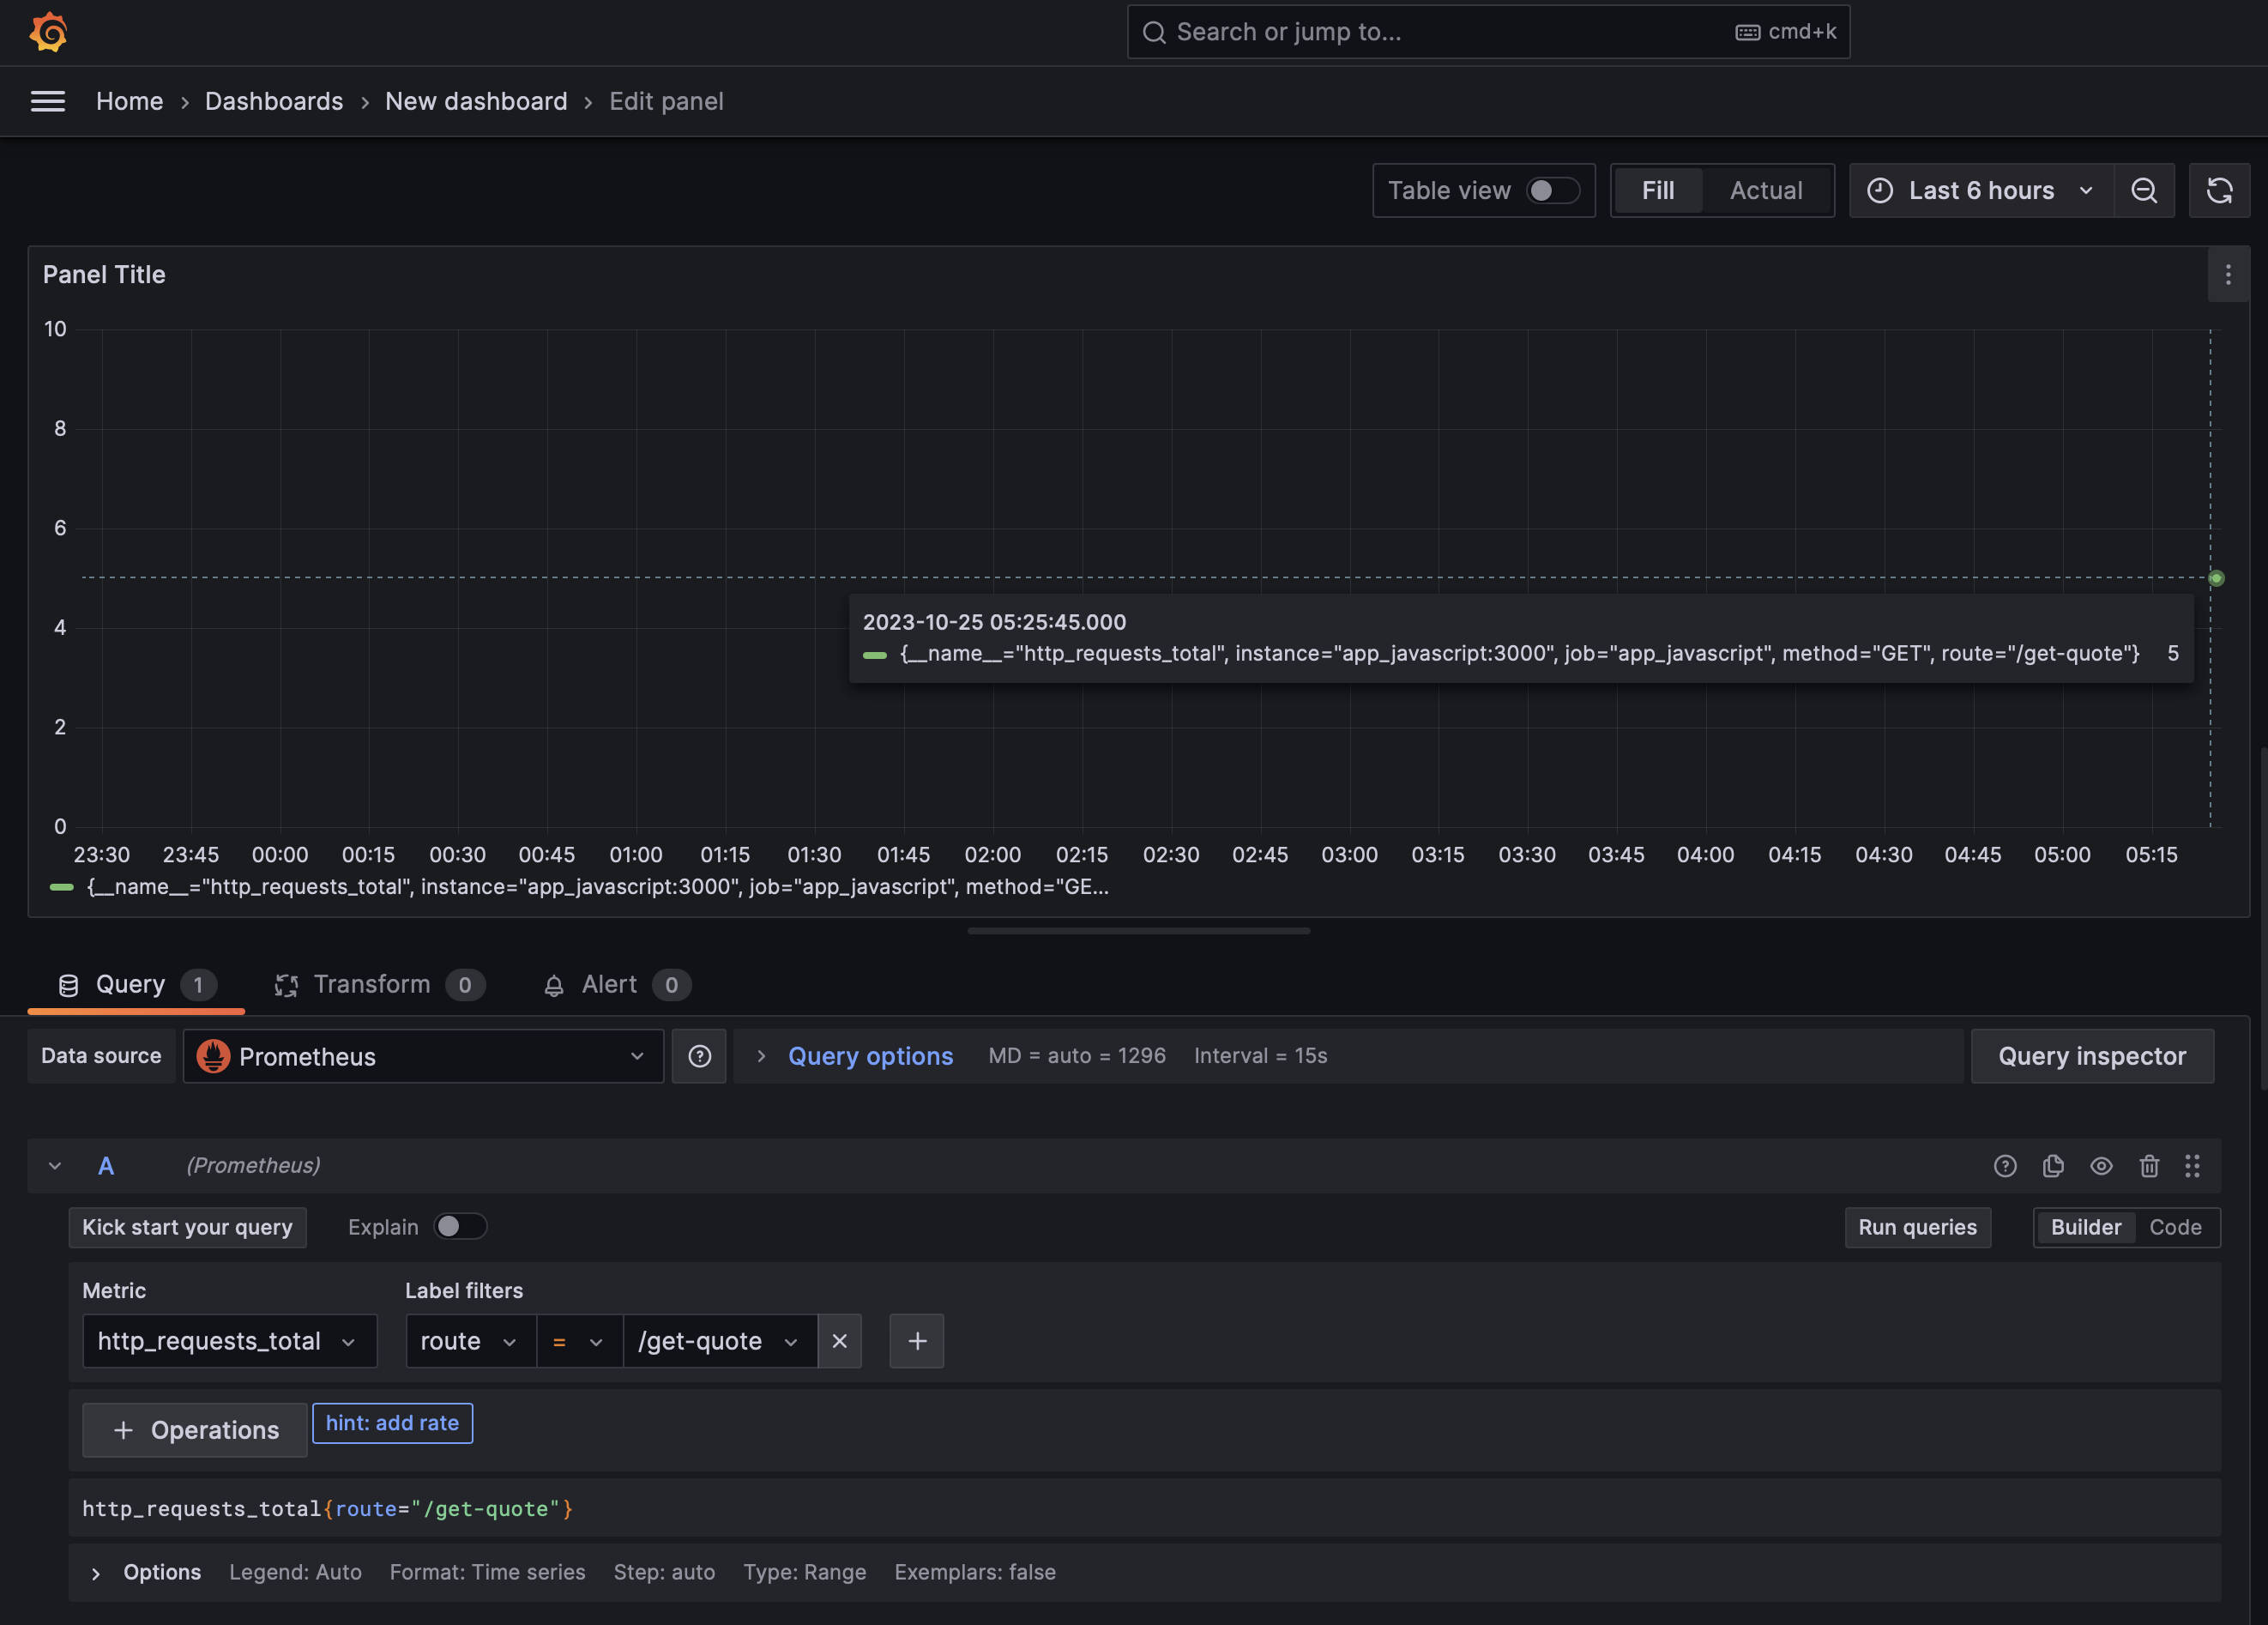 Search or jump to... cmd+k
Home › Dashboards › New dashboard › Edit panel
Table view Fill Actual Last 6 hours
Panel Title
10
8
6
4
2
0
2023-10-25 05:25:45.000
{__name__="http_requests_total", instance="app_javascript:3000", job="app_javascript", method="GET", route="/get-quote"} 5
23:30 23:45 00:00 00:15 00:30 00:45 01:00 01:15 01:30 01:45 02:00 02:15 02:30 02:45 03:00 03:15 03:30 03:45 04:00 04:15 04:30 04:45 05:00 05:15
{__name__="http_requests_total", instance="app_javascript:3000", job="app_javascript", method="GE...
Query 1 Transform 0 Alert 0
Data source Prometheus Query options MD = auto = 1296 Interval = 15s Query inspector
A (Prometheus)
Kick start your query Explain Run queries Builder Code
Metric Label filters
http_requests_total route = /get-quote
+ Operations hint: add rate
http_requests_total{route="/get-quote"}
Options Legend: Auto Format: Time series Step: auto Type: Range Exemplars: false